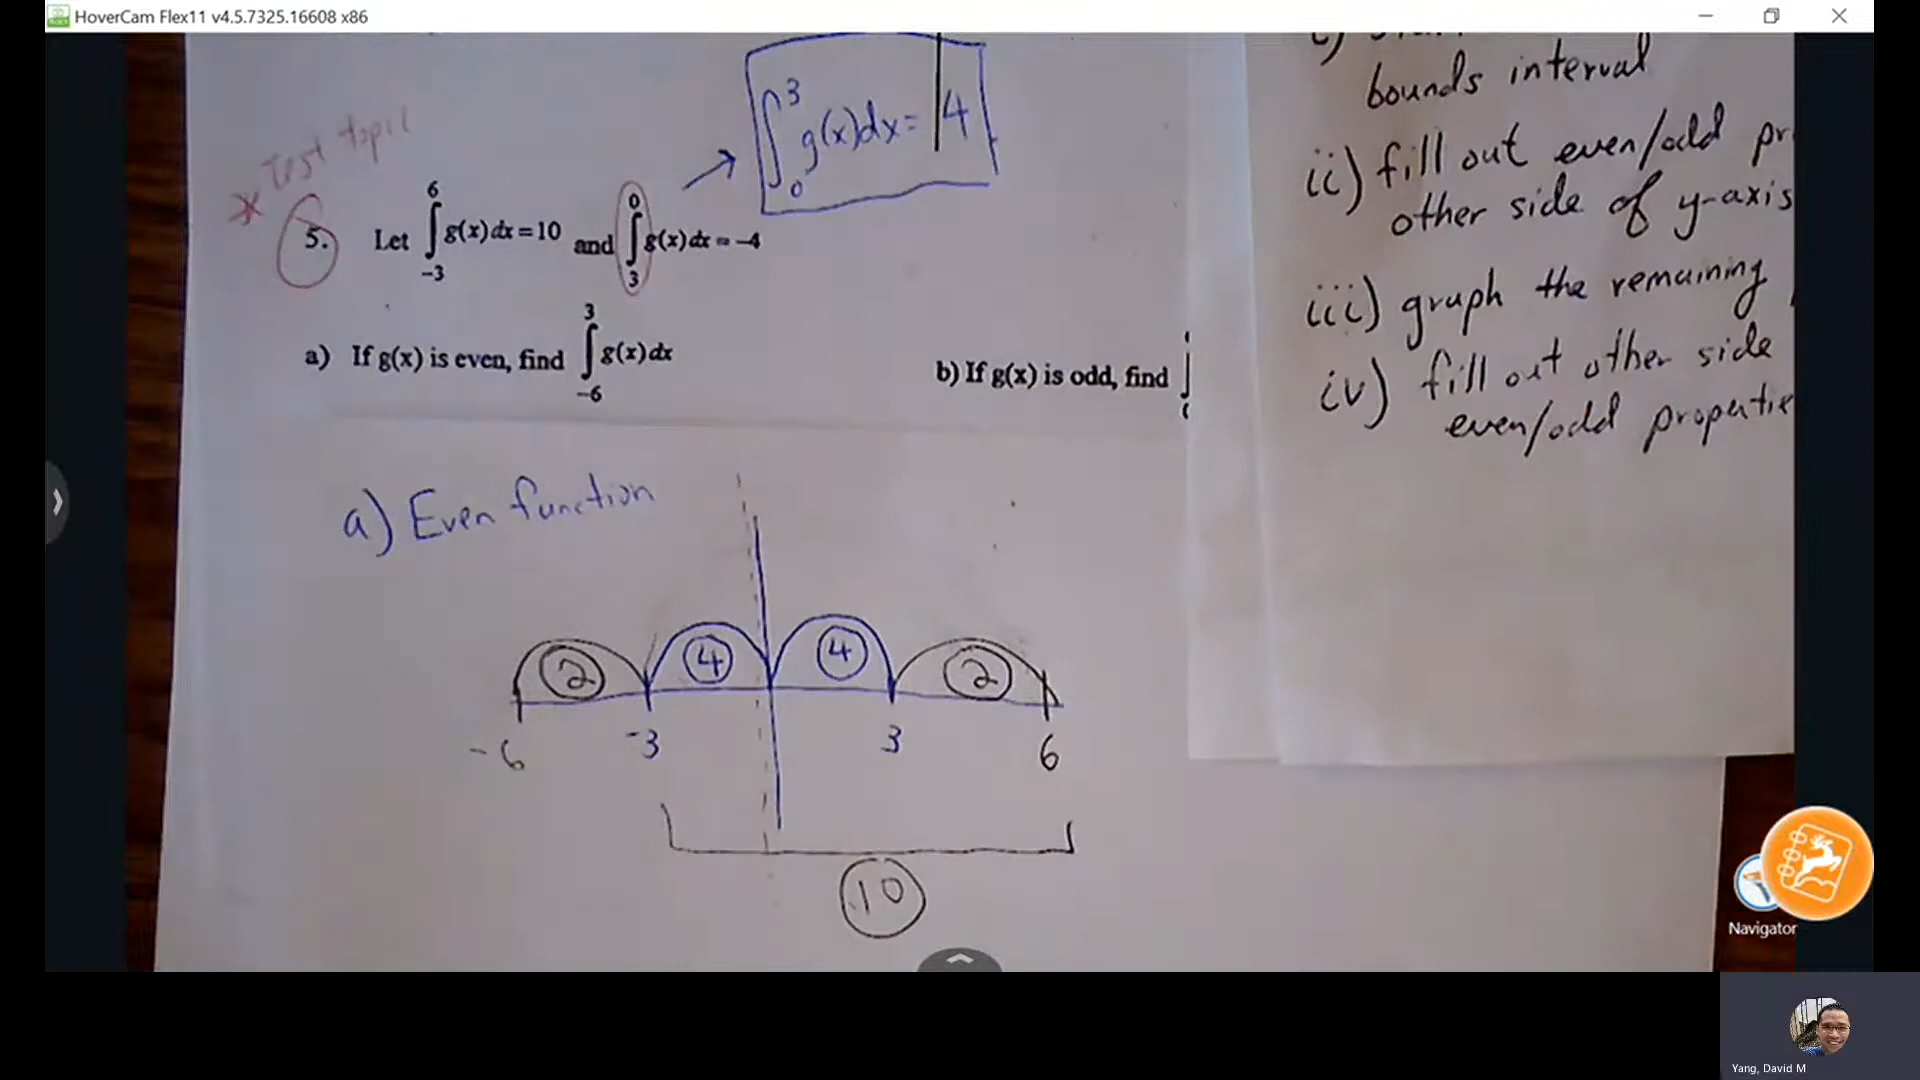 HoverCam Flex11 v4.5.7325.16608 x86
bounds interval
ii) fill out even/odd
other side of y-axis
iii) graph the remaining
iv) fill out other side
even/odd propertie
∫₀³ g(x)dx = 4
* Test topic
5. Let ∫₋₃⁶ g(x)dx = 10 and ∫₃⁰ g(x)dx = -4
a) If g(x) is even, find ∫₋₆³ g(x)dx
b) If g(x) is odd, find ∫
a) Even function
2 4 4 2
-6 -3 3 6
10
Navigator
Yang, David M